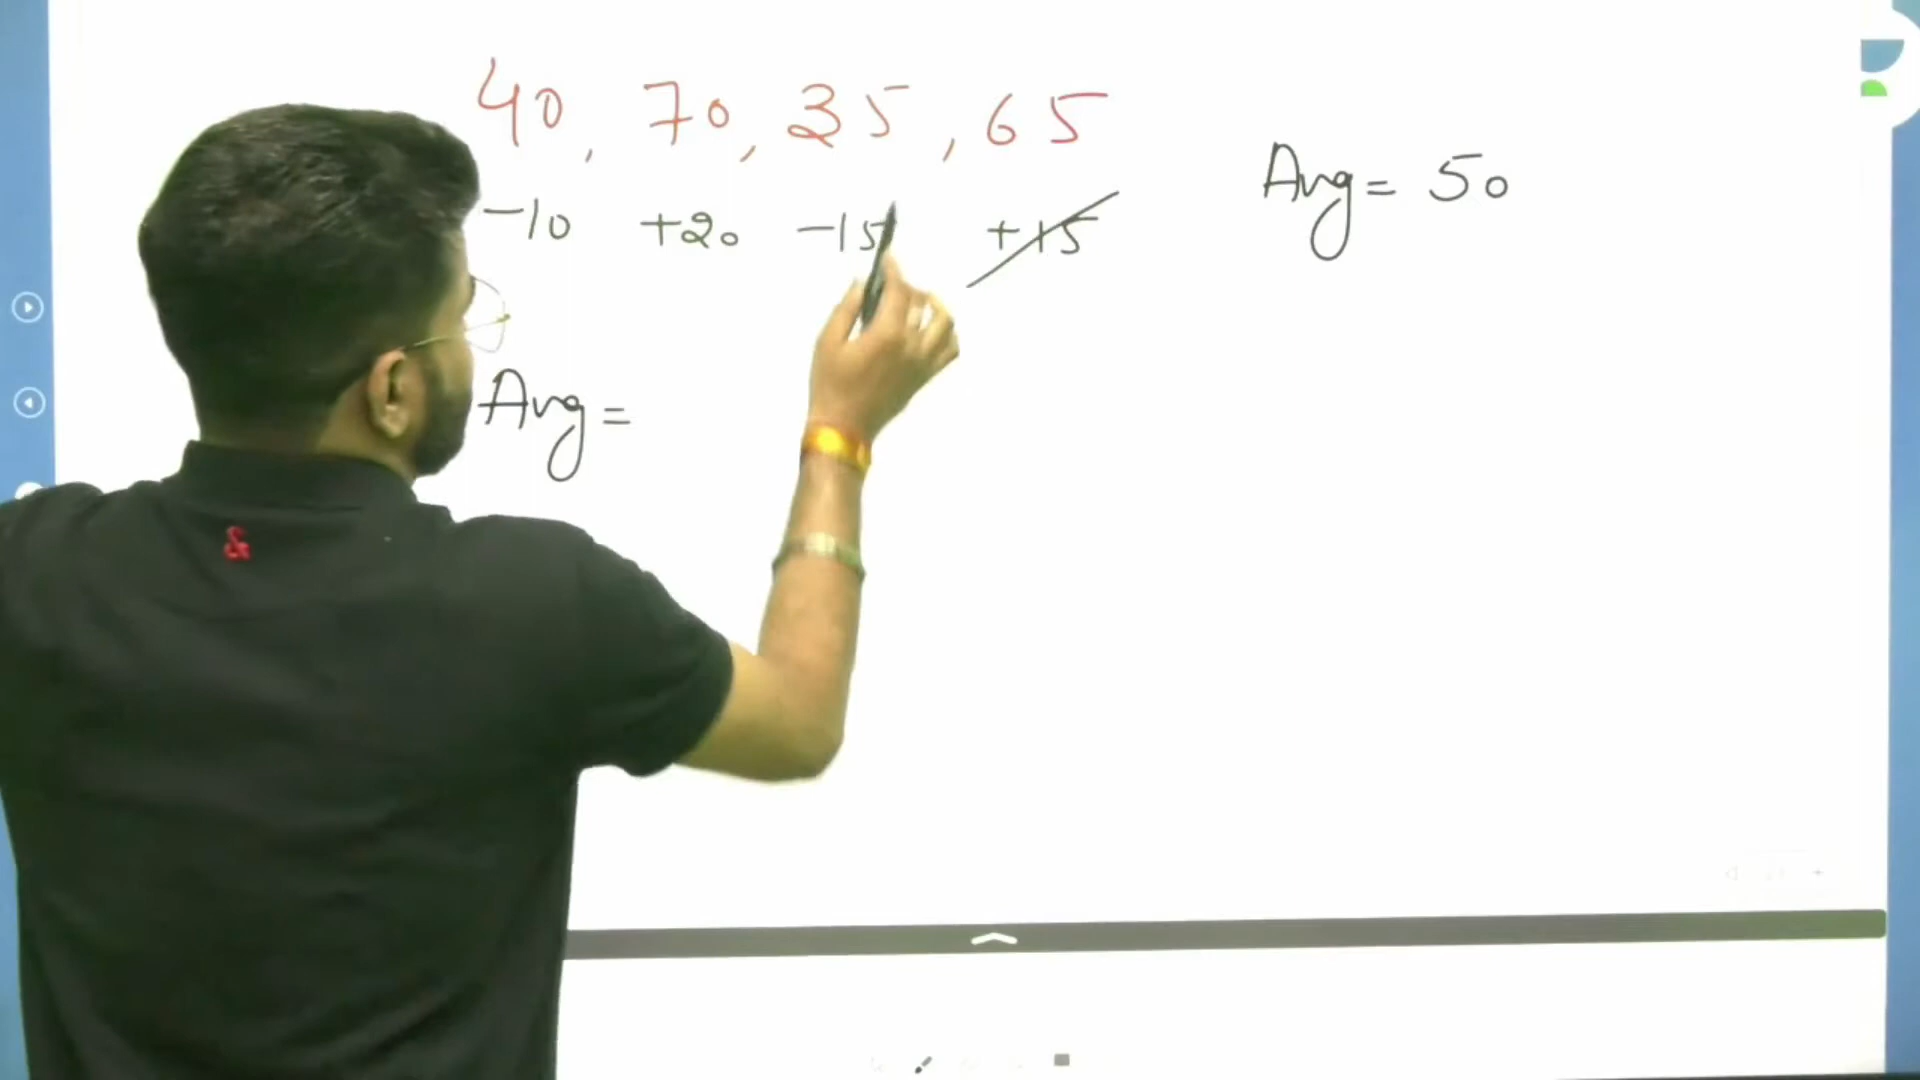 40, 70, 35, 65
-10 +20 -15 +15
Avg = 50
Avg =
&